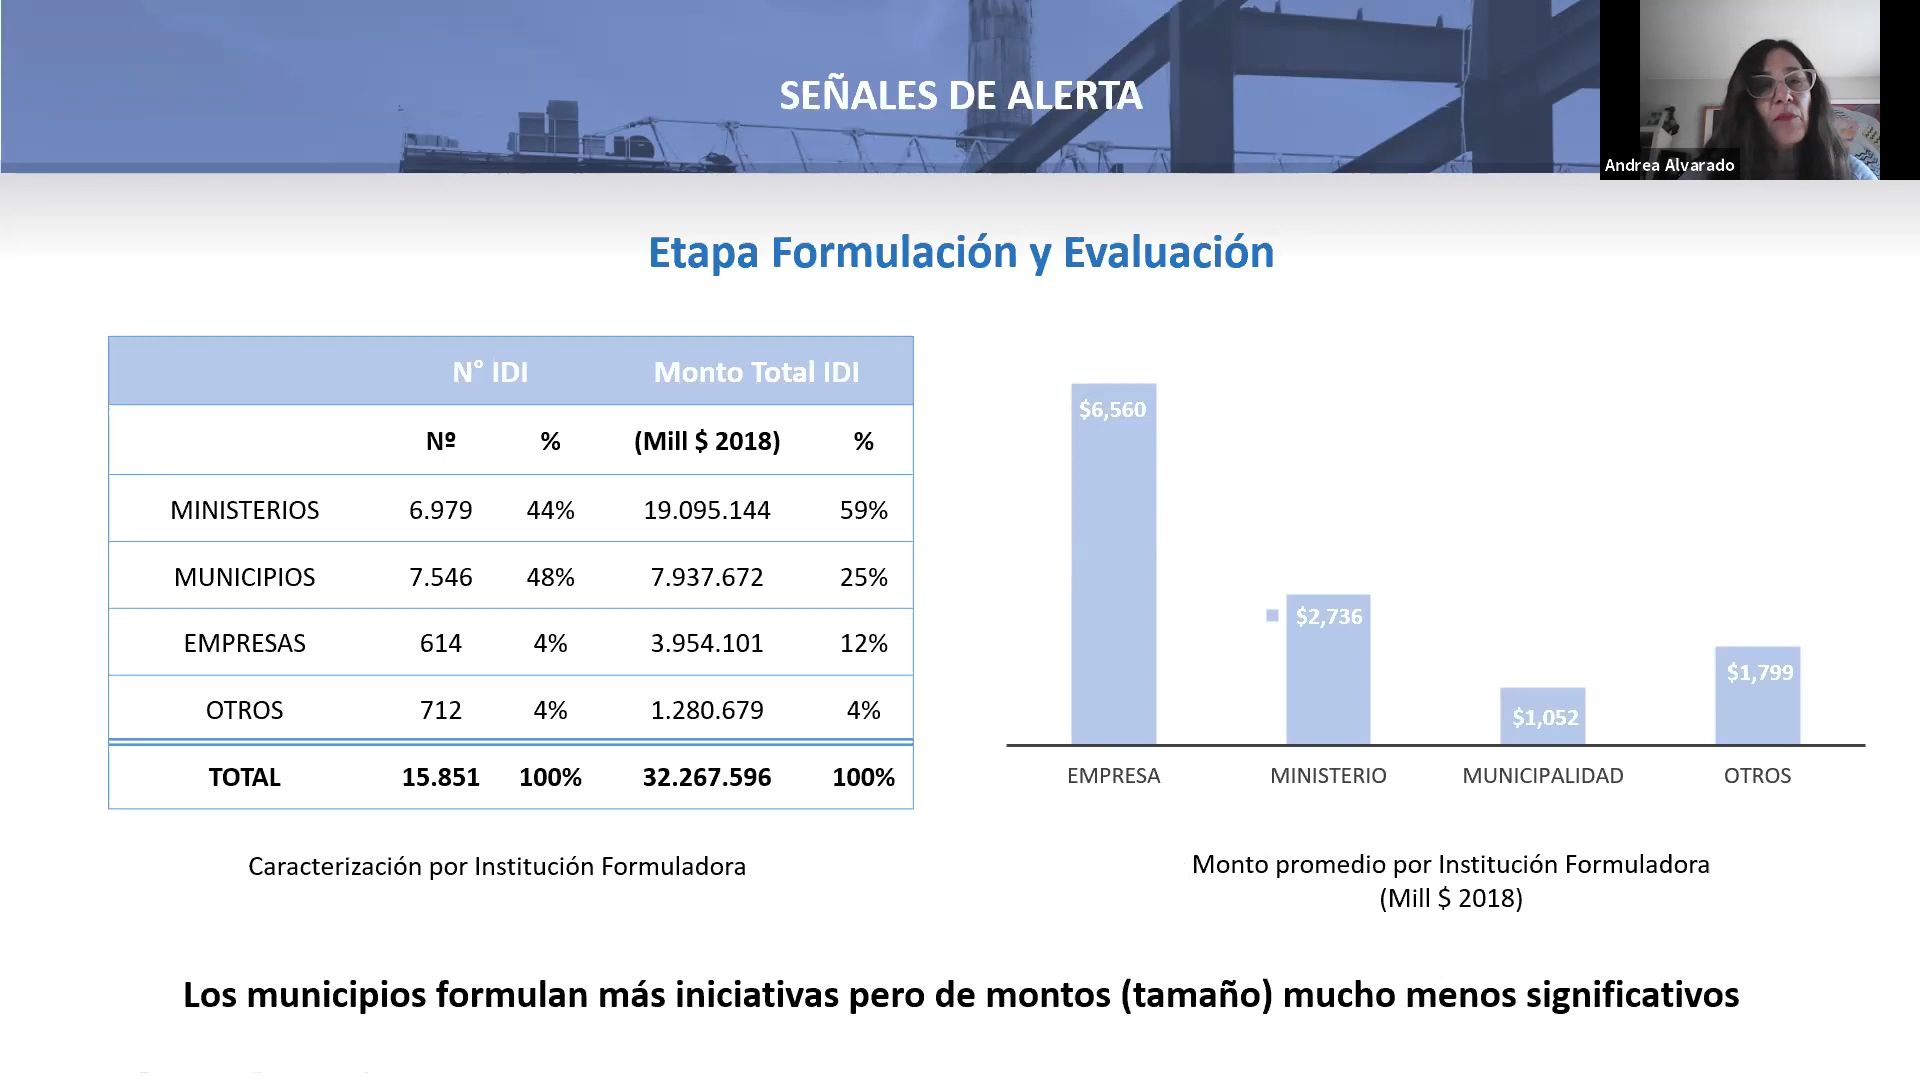 SEÑALES DE ALERTA
Andrea Alvarado
Etapa Formulación y Evaluación
N° IDI Monto Total IDI
Nº % (Mill $ 2018) %
MINISTERIOS 6.979 44% 19.095.144 59%
MUNICIPIOS 7.546 48% 7.937.672 25%
EMPRESAS 614 4% 3.954.101 12%
OTROS 712 4% 1.280.679 4%
TOTAL 15.851 100% 32.267.596 100%
Caracterización por Institución Formuladora
$6,560
$2,736
$1,052
$1,799
EMPRESA MINISTERIO MUNICIPALIDAD OTROS
Monto promedio por Institución Formuladora
(Mill $ 2018)
Los municipios formulan más iniciativas pero de montos (tamaño) mucho menos significativos